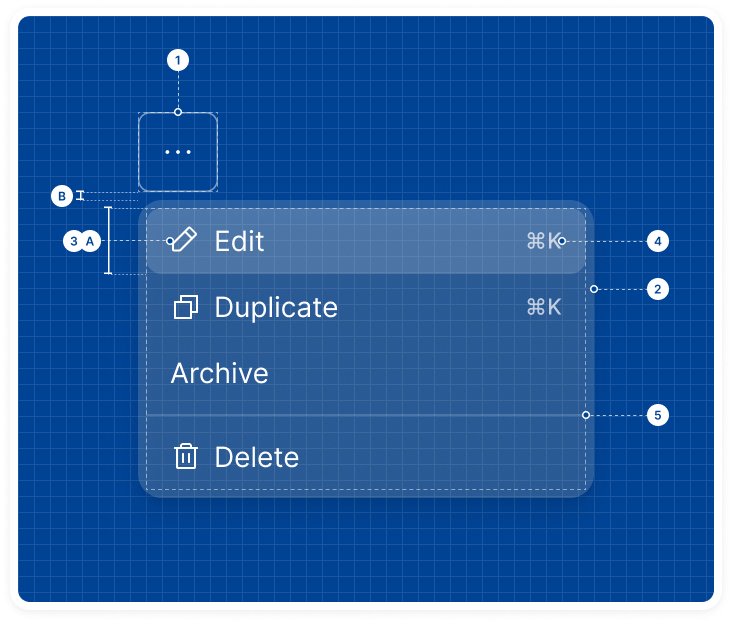 1
...
B
3 A
Edit ⌘K
4
2
Duplicate ⌘K
Archive
5
Delete